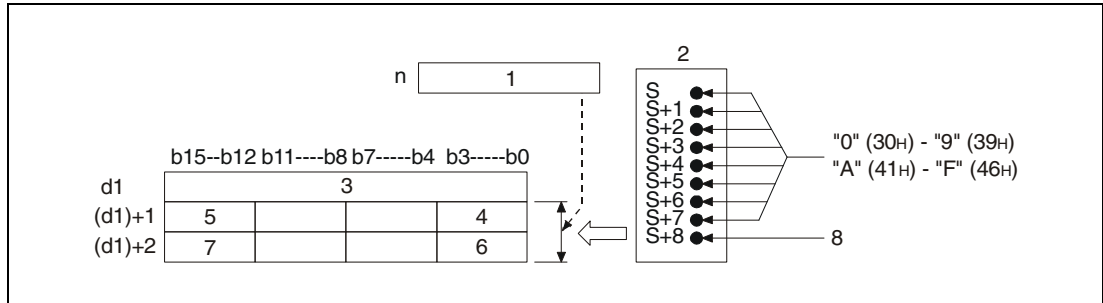 2
n 1
S
S+1
S+2
S+3
S+4
S+5
S+6
S+7
S+8
"0" (30H) - "9" (39H)
"A" (41H) - "F" (46H)
8
b15--b12 b11----b8 b7-----b4 b3-----b0
d1 3
(d1)+1 5 4
(d1)+2 7 6